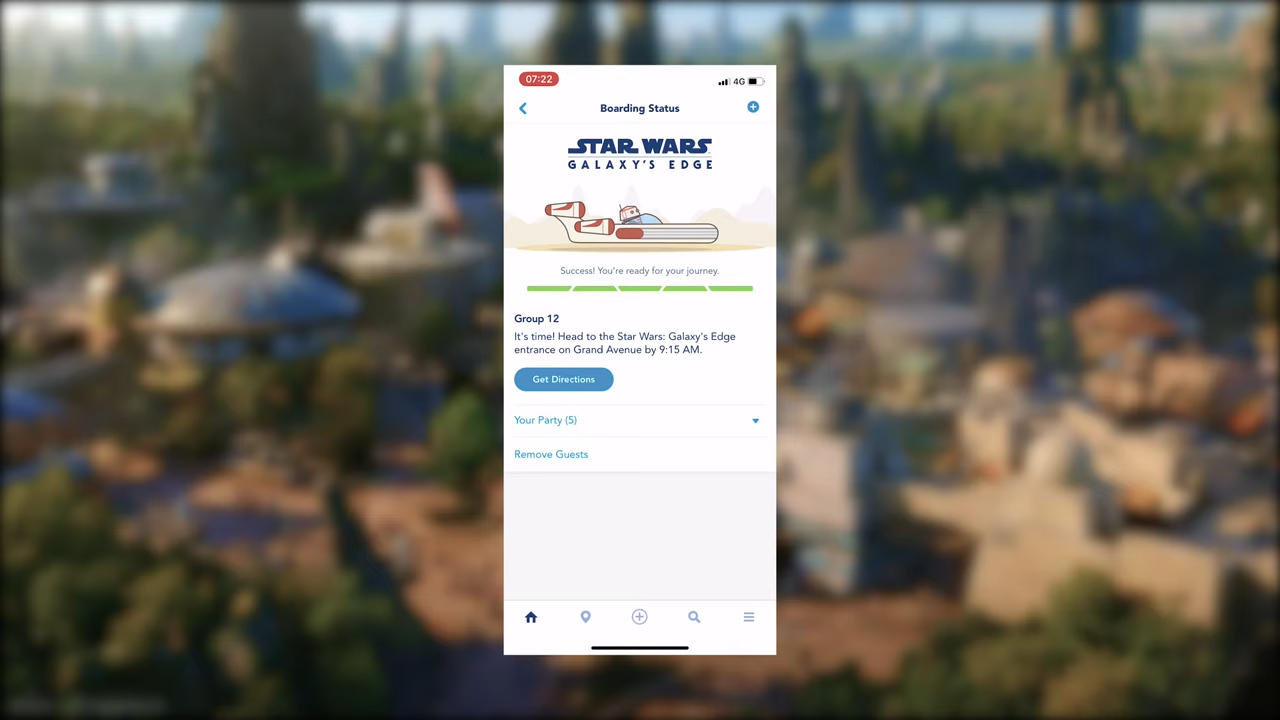 07:22
4G
Boarding Status
STAR WARS
GALAXY'S EDGE
Success! You're ready for your journey.
Group 12
It's time! Head to the Star Wars: Galaxy's Edge
entrance on Grand Avenue by 9:15 AM.
Get Directions
Your Party (5)
Remove Guests